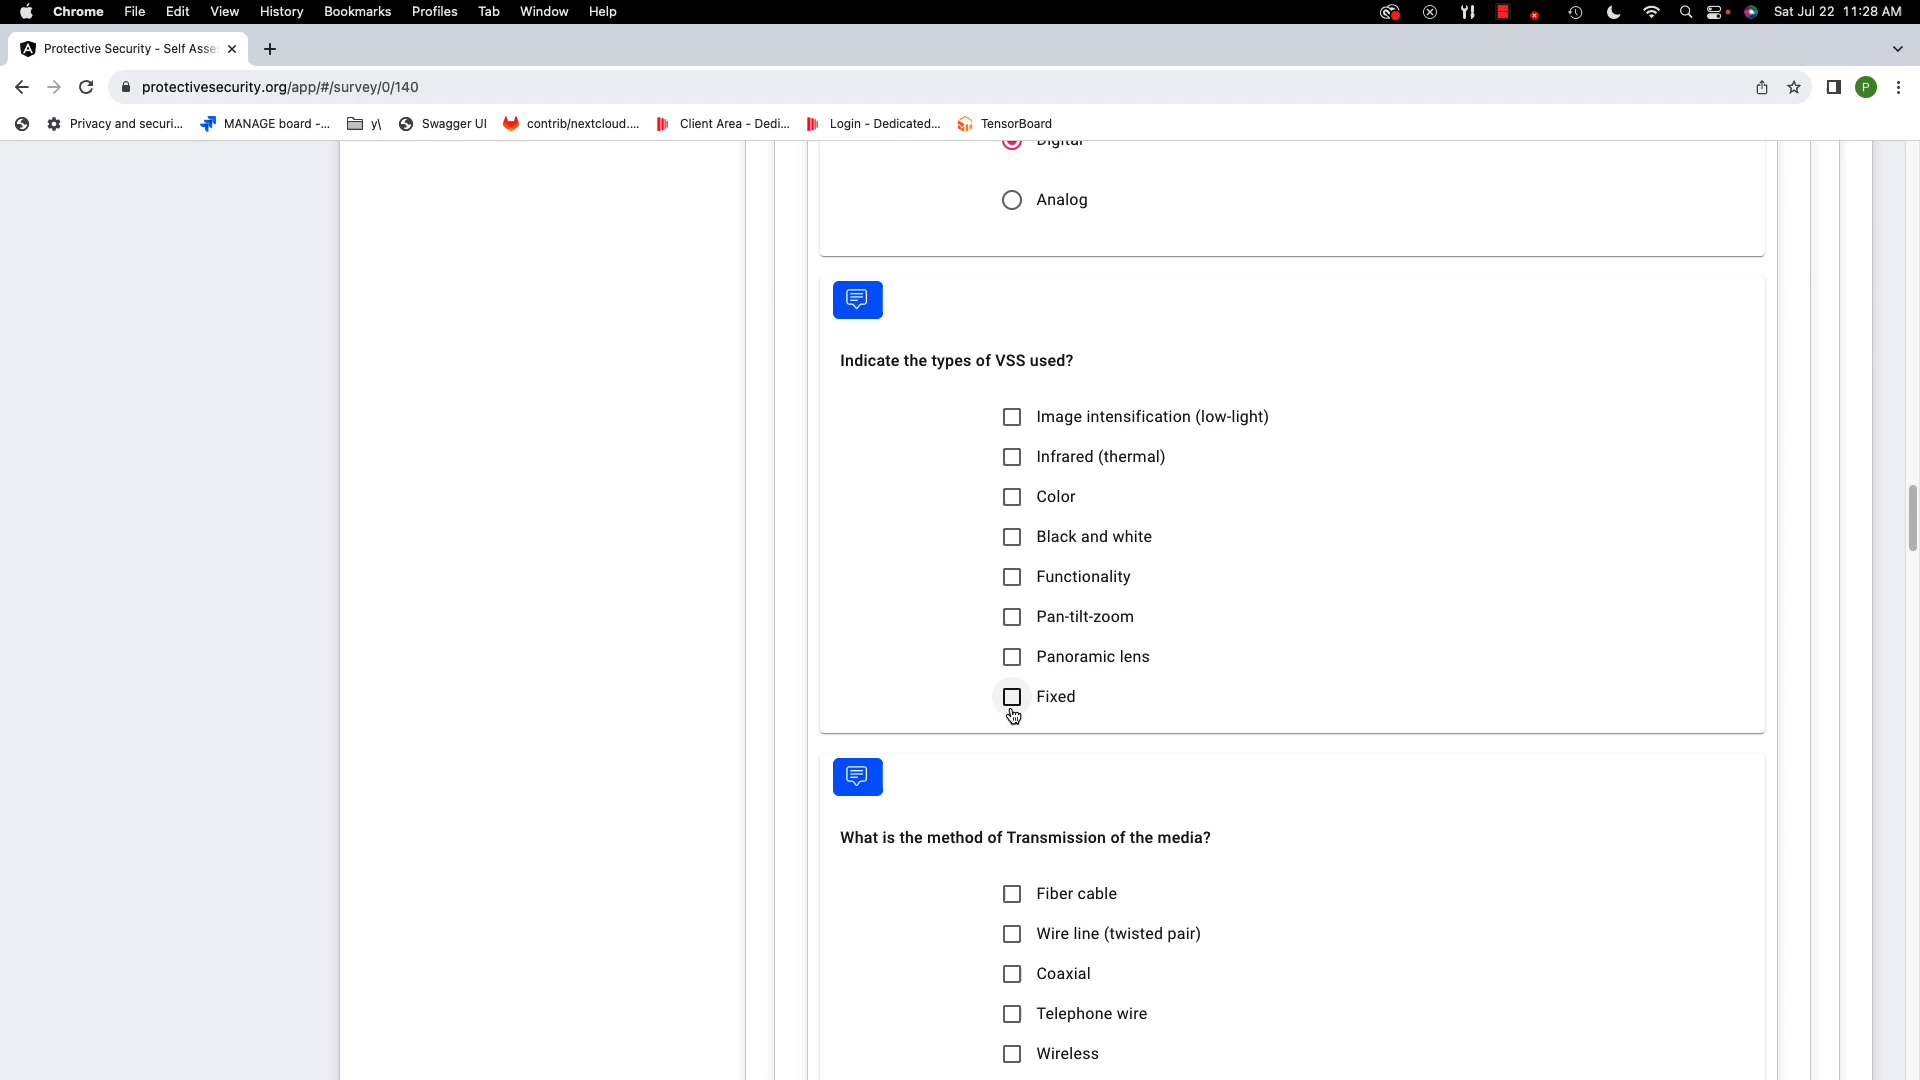 Chrome File Edit View History Bookmarks Profiles Tab Window Help Sat Jul 22 11:28 AM
Protective Security - Self Asse
protectivesecurity.org/app/#/survey/0/140 P
Privacy and securi... MANAGE board -... y\ Swagger UI contrib/nextcloud.... Client Area - Dedi... Login - Dedicated... TensorBoard
Digital
Analog
Indicate the types of VSS used?
Image intensification (low-light)
Infrared (thermal)
Color
Black and white
Functionality
Pan-tilt-zoom
Panoramic lens
Fixed
What is the method of Transmission of the media?
Fiber cable
Wire line (twisted pair)
Coaxial
Telephone wire
Wireless